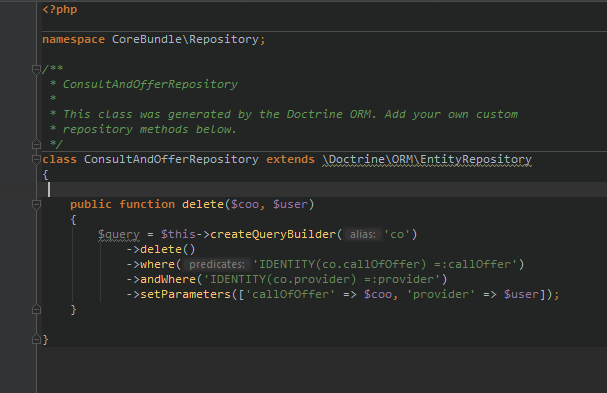 <?php
namespace CoreBundle\Repository;
/**
 * ConsultAndOfferRepository
 *
 * This class was generated by the Doctrine ORM. Add your own custom
 * repository methods below.
 */
class ConsultAndOfferRepository extends \Doctrine\ORM\EntityRepository
{
    public function delete($coo, $user)
    {
        $query = $this->createQueryBuilder( alias: 'co')
            ->delete()
            ->where( predicates: 'IDENTITY(co.callOfOffer) =:callOffer')
            ->andWhere('IDENTITY(co.provider) =:provider')
            ->setParameters(['callOfOffer' => $coo, 'provider' => $user]);
    }
}